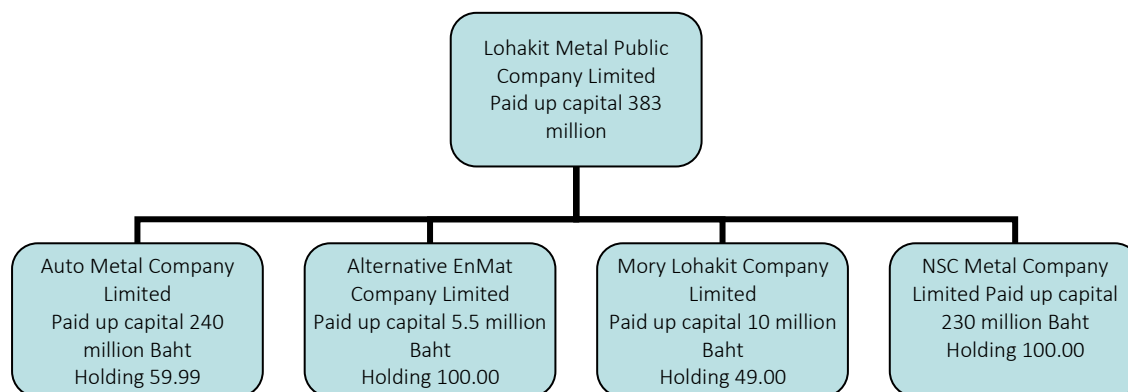 Lohakit Metal Public
Company Limited
Paid up capital 383
million
Auto Metal Company
Limited
Paid up capital 240
million Baht
Holding 59.99
Alternative EnMat
Company Limited
Paid up capital 5.5 million
Baht
Holding 100.00
Mory Lohakit Company
Limited
Paid up capital 10 million
Baht
Holding 49.00
NSC Metal Company
Limited Paid up capital
230 million Baht
Holding 100.00